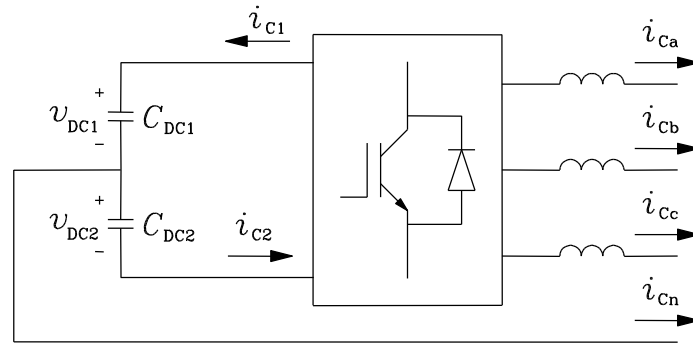 i_C1
i_Ca
+
v_DC1
C_DC1
−
i_Cb
+
v_DC2
C_DC2
−
i_C2
i_Cc
i_Cn